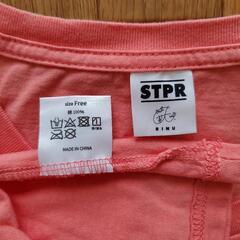 size Free
綿 100%
MADE IN CHINA
STPR
RINU